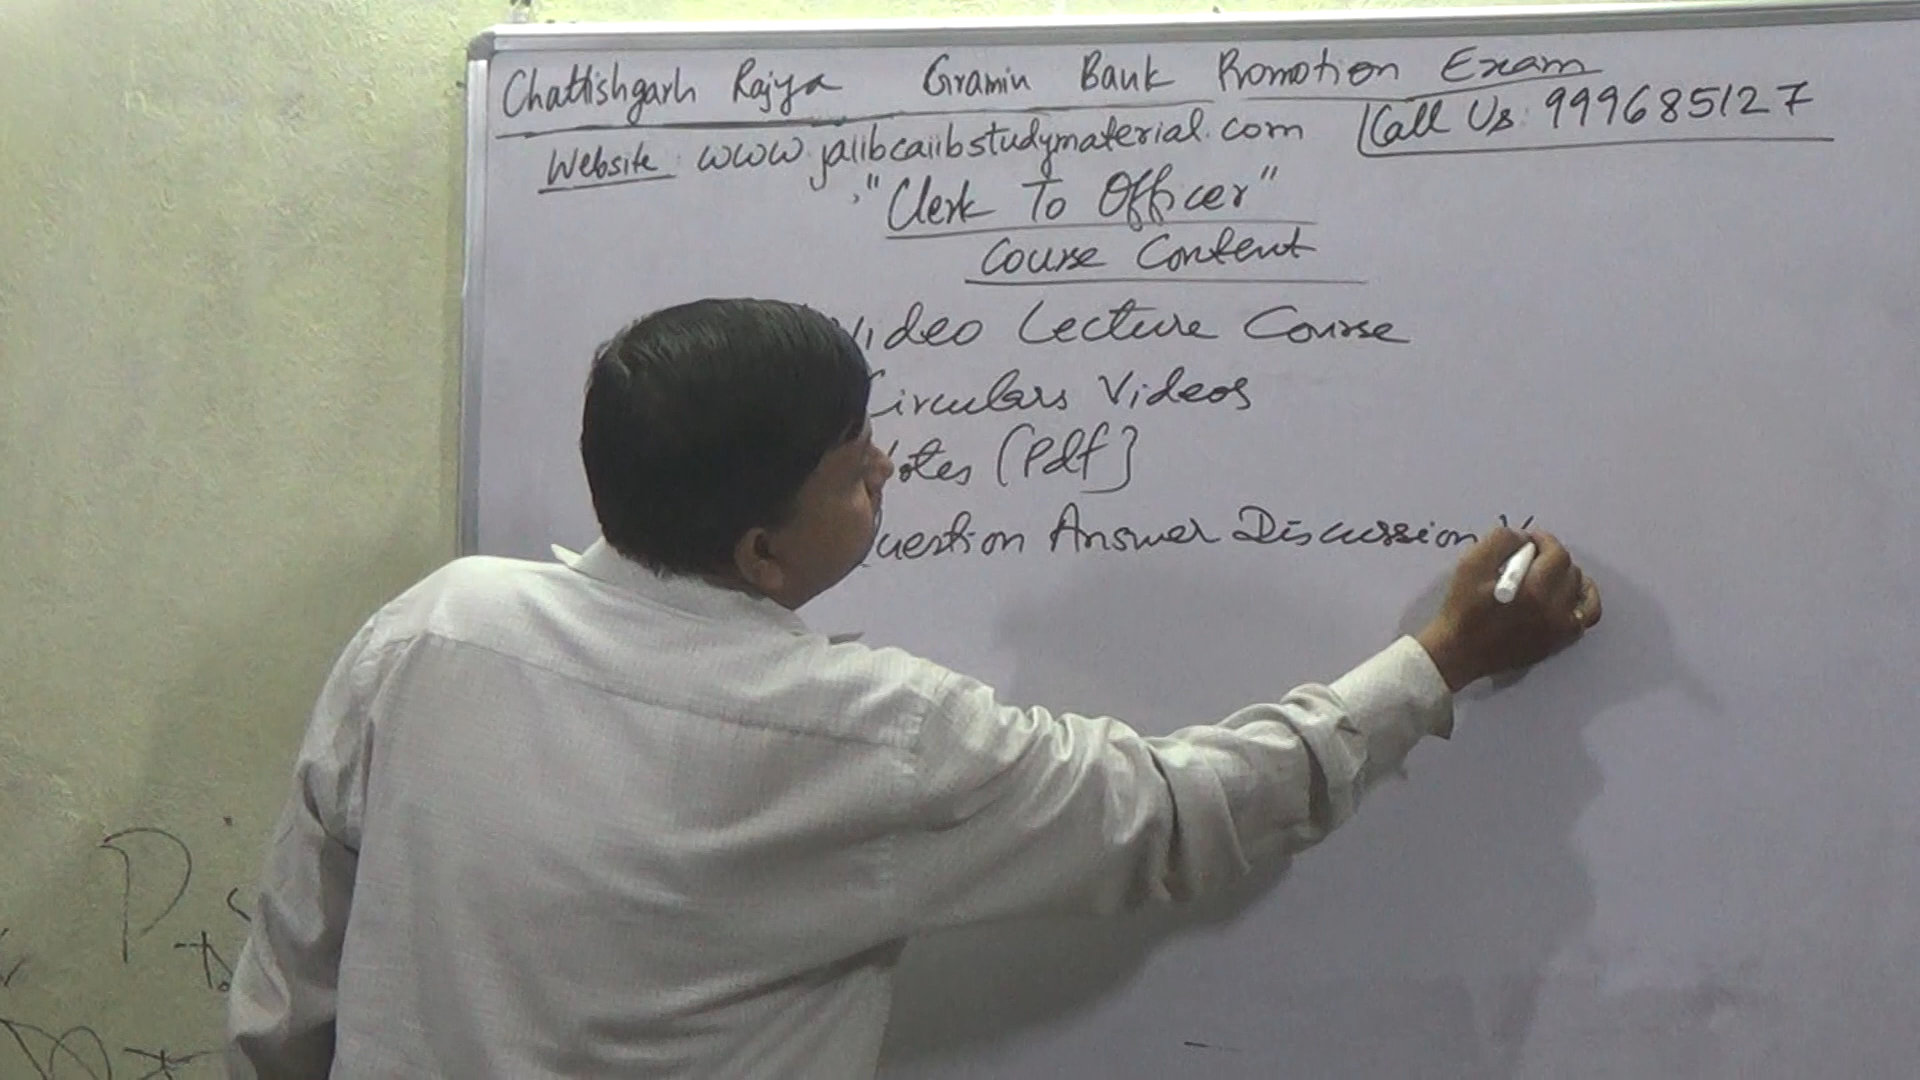 Chattishgarh Rajya Gramin Bank Promotion Exam
Call Us: 999685127
Website: www.jaiibcaiibstudymaterial.com
"Clerk To Officer"
Course Content
Video Lecture Course
Circulars Videos
Notes (Pdf]
Question Answer Discussion V